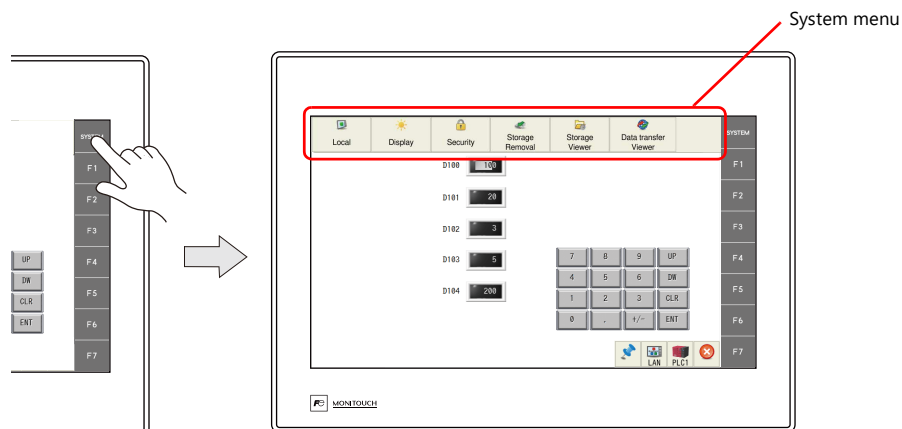 System menu
SYSTEM
F1
F2
F3
F4
F5
F6
F7
UP
DW
CLR
ENT
Local
Display
Security
Storage
Removal
Storage
Viewer
Data transfer
Viewer
SYSTEM
D100 100
D101 20
D102 3
D103 5
D104 200
7 8 9 UP
4 5 6 DW
1 2 3 CLR
0 . +/- ENT
LAN PLC1
F1
F2
F3
F4
F5
F6
F7
Fe MONITOUCH